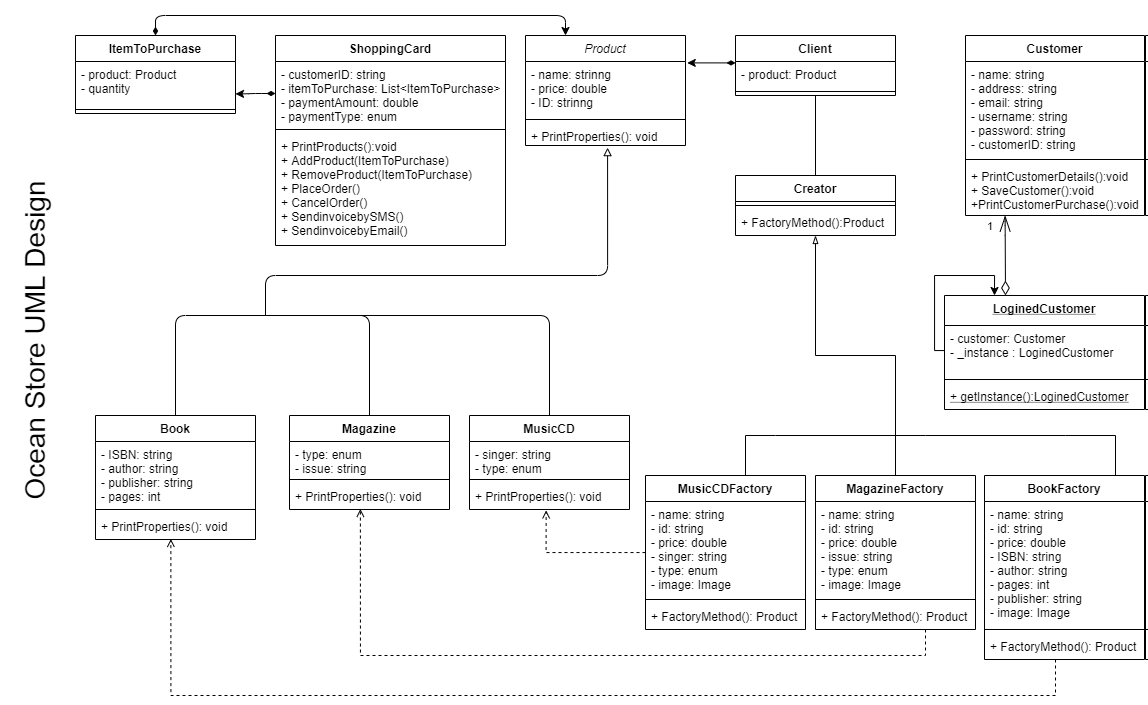 Ocean Store UML Design
ItemToPurchase
- product: Product
- quantity
ShoppingCard
- customerID: string
- itemToPurchase: List<ItemToPurchase>
- paymentAmount: double
- paymentType: enum
+ PrintProducts():void
+ AddProduct(ItemToPurchase)
+ RemoveProduct(ItemToPurchase)
+ PlaceOrder()
+ CancelOrder()
+ SendinvoicebySMS()
+ SendinvoicebyEmail()
Product
- name: strinng
- price: double
- ID: strinng
+ PrintProperties(): void
Client
- product: Product
Creator
+ FactoryMethod():Product
Customer
- name: string
- address: string
- email: string
- username: string
- password: string
- customerID: string
+ PrintCustomerDetails():void
+ SaveCustomer():void
+PrintCustomerPurchase():void
1
LoginedCustomer
- customer: Customer
- _instance : LoginedCustomer
+ getInstance():LoginedCustomer
Book
- ISBN: string
- author: string
- publisher: string
- pages: int
+ PrintProperties(): void
Magazine
- type: enum
- issue: string
+ PrintProperties(): void
MusicCD
- singer: string
- type: enum
+ PrintProperties(): void
MusicCDFactory
- name: string
- id: string
- price: double
- singer: string
- type: enum
- image: Image
+ FactoryMethod(): Product
MagazineFactory
- name: string
- id: string
- price: double
- issue: string
- type: enum
- image: Image
+ FactoryMethod(): Product
BookFactory
- name: string
- id: string
- price: double
- ISBN: string
- author: string
- pages: int
- publisher: string
- image: Image
+ FactoryMethod(): Product